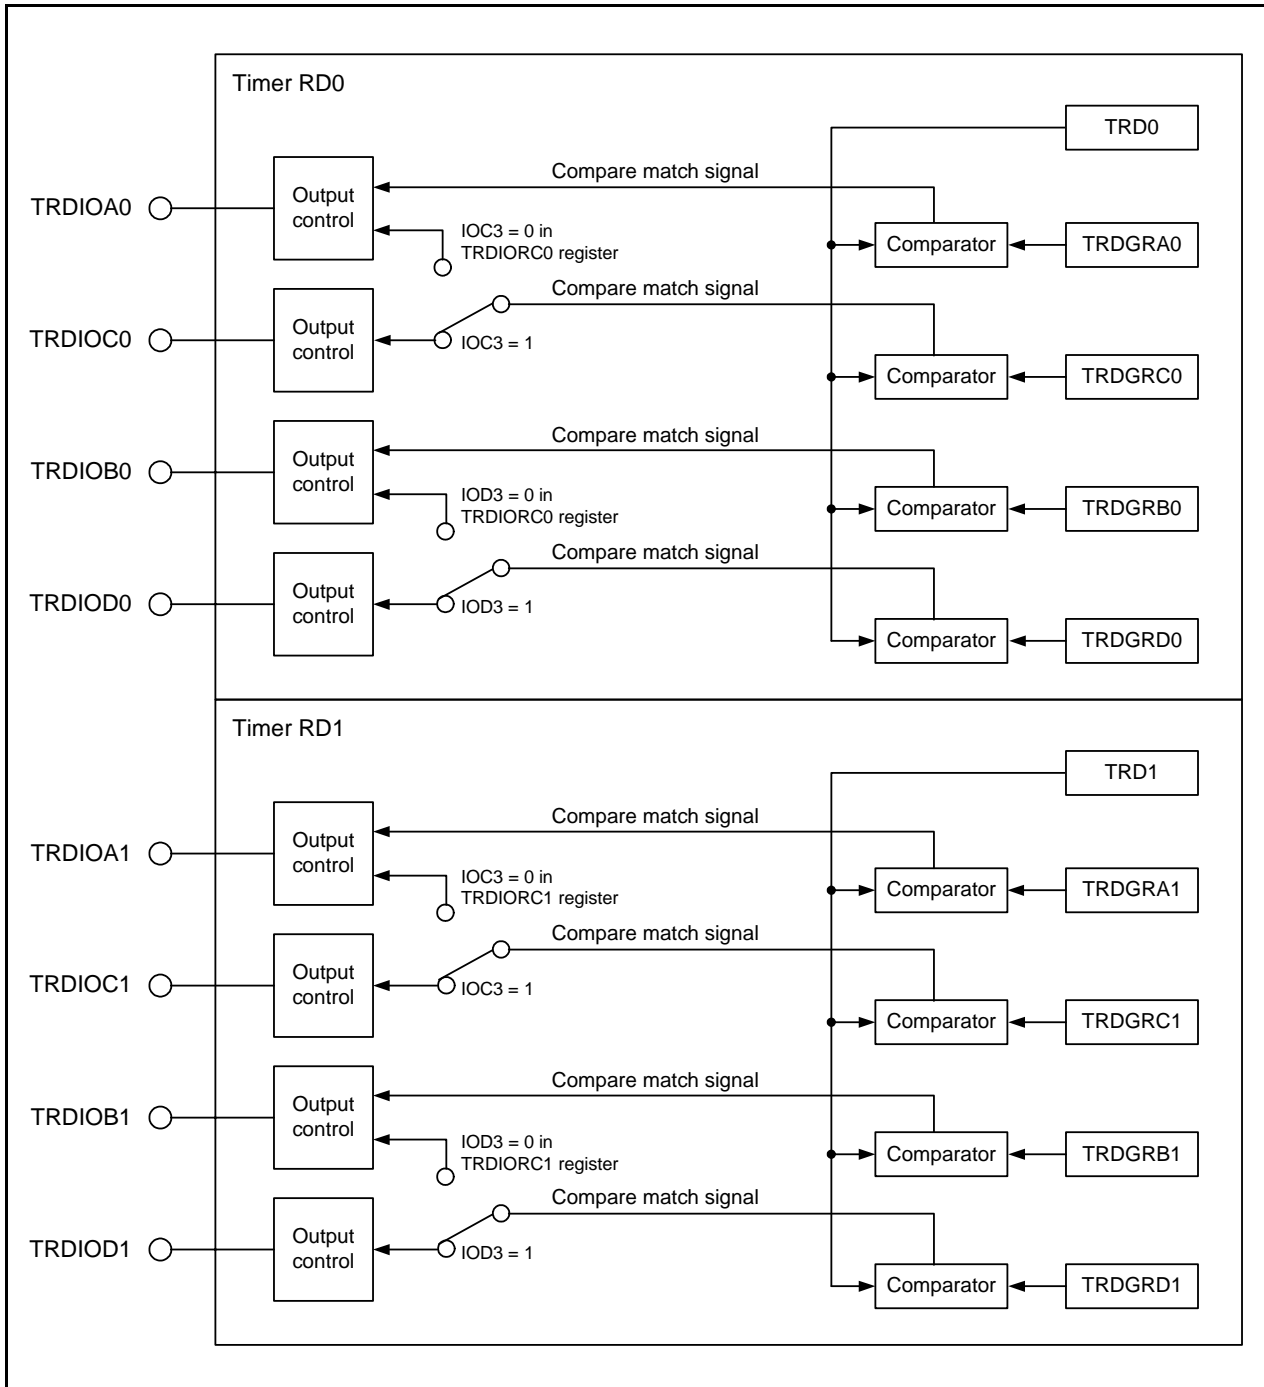 Timer RD0
TRD0
Compare match signal
TRDIOA0
Output
control
IOC3 = 0 in
TRDIORC0 register
Comparator
TRDGRA0
Compare match signal
TRDIOC0
Output
control
IOC3 = 1
Comparator
TRDGRC0
Compare match signal
TRDIOB0
Output
control
IOD3 = 0 in
TRDIORC0 register
Comparator
TRDGRB0
Compare match signal
TRDIOD0
Output
control
IOD3 = 1
Comparator
TRDGRD0
Timer RD1
TRD1
Compare match signal
TRDIOA1
Output
control
IOC3 = 0 in
TRDIORC1 register
Comparator
TRDGRA1
Compare match signal
TRDIOC1
Output
control
IOC3 = 1
Comparator
TRDGRC1
Compare match signal
TRDIOB1
Output
control
IOD3 = 0 in
TRDIORC1 register
Comparator
TRDGRB1
Compare match signal
TRDIOD1
Output
control
IOD3 = 1
Comparator
TRDGRD1